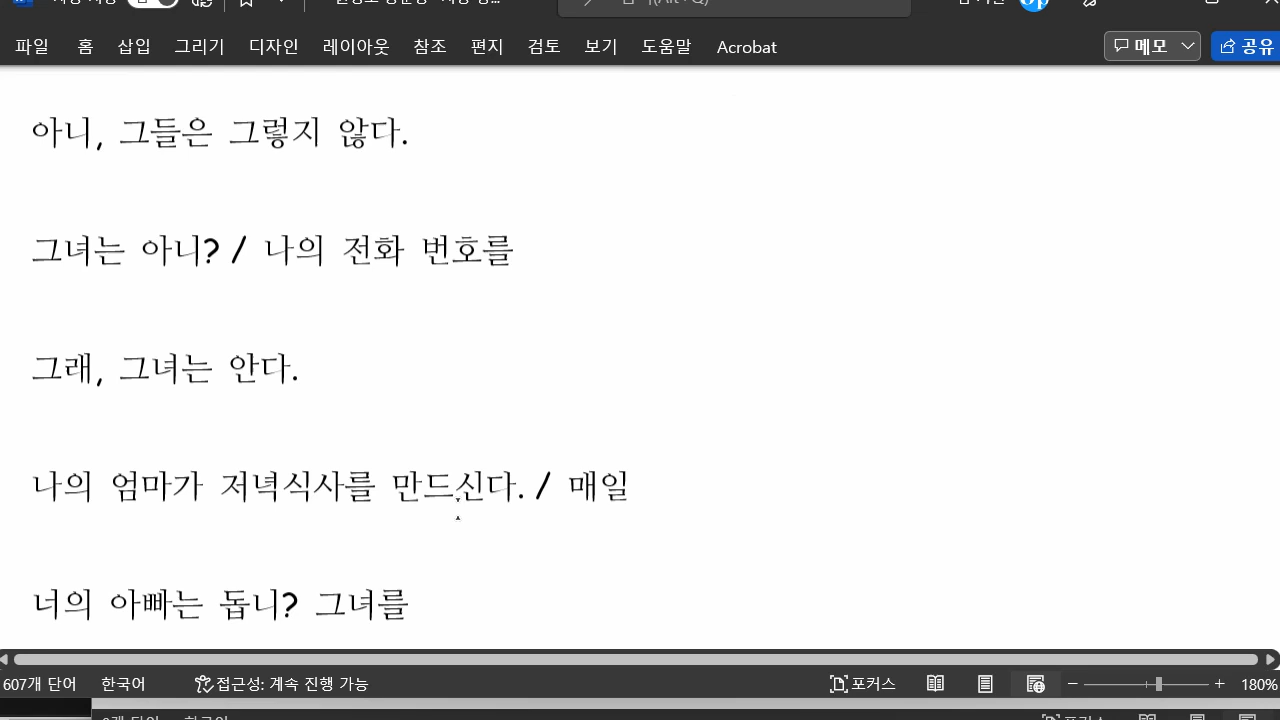 파일 홈 삽입 그리기 디자인 레이아웃 참조 편지 검토 보기 도움말 Acrobat 메모 공유
아니, 그들은 그렇지 않다.
그녀는 아니? / 나의 전화 번호를
그래, 그녀는 안다.
나의 엄마가 저녁식사를 만드신다. / 매일
너의 아빠는 돕니? 그녀를
607개 단어 한국어 접근성: 계속 진행 가능 포커스 180%